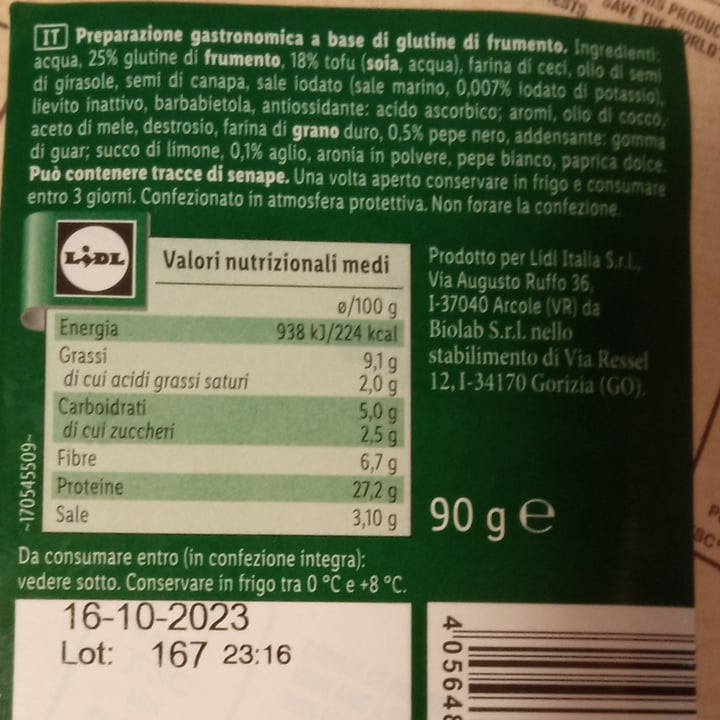 IT Preparazione gastronomica a base di glutine di frumento. Ingredienti:
acqua, 25% glutine di frumento, 18% tofu (soia, acqua), farina di ceci, olio di semi
di girasole, semi di canapa, sale iodato (sale marino, 0,007% iodato di potassio),
lievito inattivo, barbabietola, antiossidante: acido ascorbico; aromi, olio di cocco,
aceto di mele, destrosio, farina di grano duro, 0,5% pepe nero, addensante: gomma
di guar; succo di limone, 0,1% aglio, aronia in polvere, pepe bianco, paprica dolce.
Può contenere tracce di senape. Una volta aperto conservare in frigo e consumare
entro 3 giorni. Confezionato in atmosfera protettiva. Non forare la confezione.
LIDL
Valori nutrizionali medi
ø/100 g
Energia 938 kJ/224 kcal
Grassi 9,1 g
di cui acidi grassi saturi 2,0 g
Carboidrati 5,0 g
di cui zuccheri 2,5 g
Fibre 6,7 g
Proteine 27,2 g
Sale 3,10 g
~170545509~
Prodotto per Lidl Italia S.r.l.,
Via Augusto Ruffo 36,
I-37040 Arcole (VR) da
Biolab S.r.l. nello
stabilimento di Via Ressel
12, I-34170 Gorizia (GO).
90 g e
Da consumare entro (in confezione integra):
vedere sotto. Conservare in frigo tra 0 °C e +8 °C.
16-10-2023
Lot: 167 23:16
4 05648
SAVE THE WORLD'S